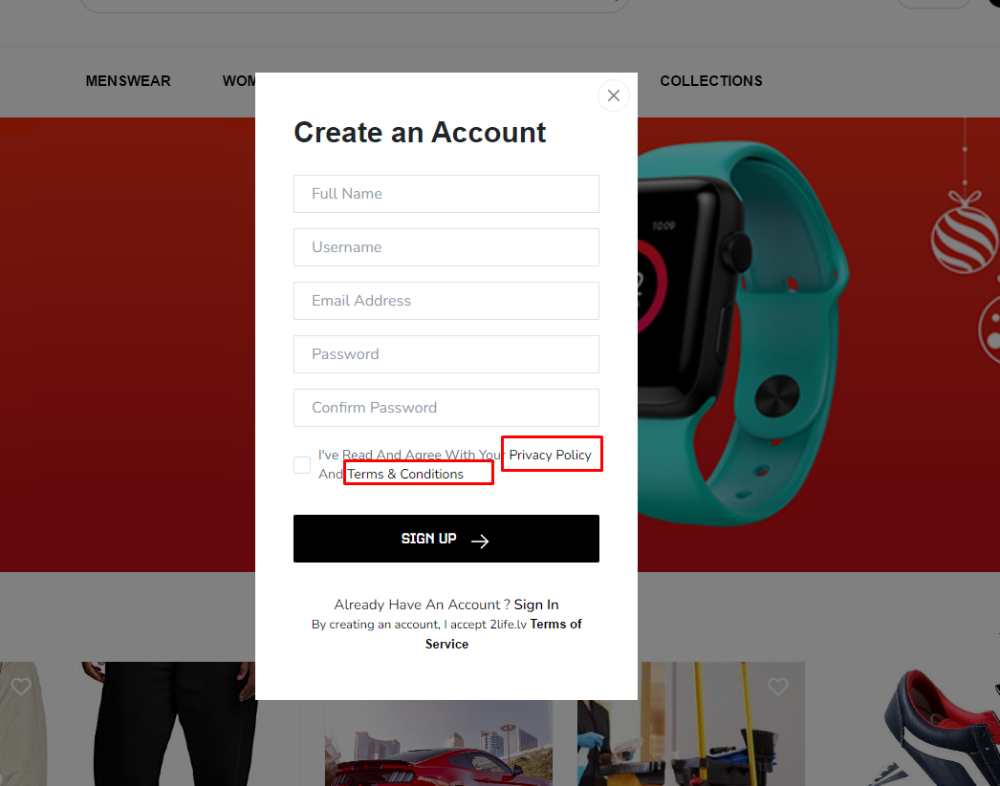 MENSWEAR WOM COLLECTIONS
Create an Account
Full Name
Username
10:09
Email Address
Password
Confirm Password
I've Read And Agree With Your Privacy Policy
And Terms & Conditions
SIGN UP
Already Have An Account ? Sign In
By creating an account, I accept 2life.lv Terms of
Service